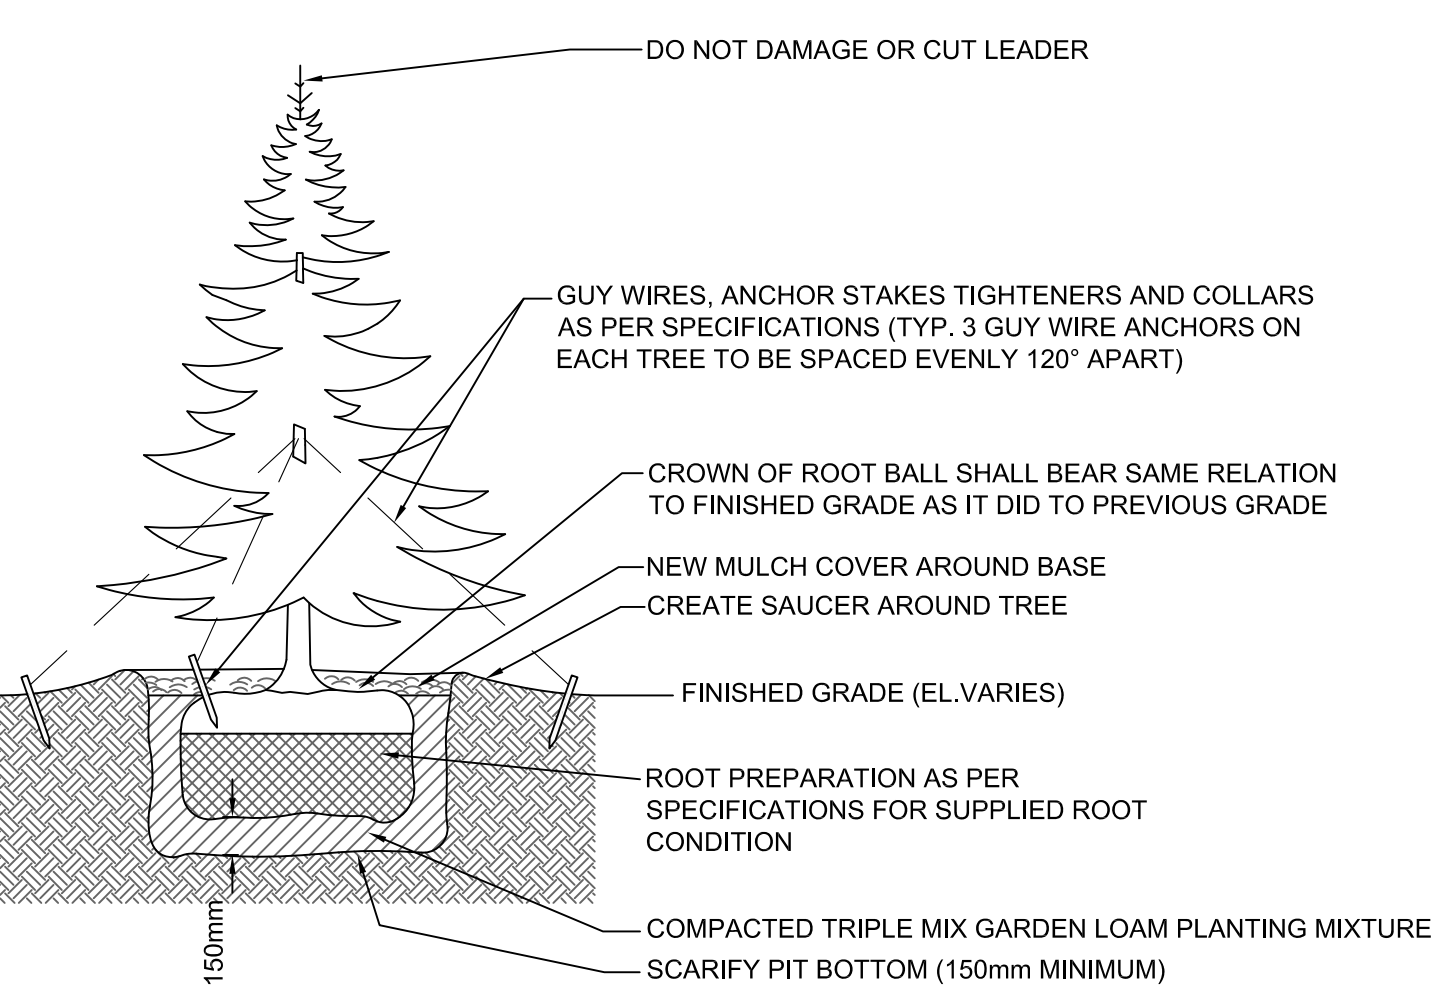 DO NOT DAMAGE OR CUT LEADER
GUY WIRES, ANCHOR STAKES TIGHTENERS AND COLLARS
AS PER SPECIFICATIONS (TYP. 3 GUY WIRE ANCHORS ON
EACH TREE TO BE SPACED EVENLY 120° APART)
CROWN OF ROOT BALL SHALL BEAR SAME RELATION
TO FINISHED GRADE AS IT DID TO PREVIOUS GRADE
NEW MULCH COVER AROUND BASE
CREATE SAUCER AROUND TREE
FINISHED GRADE (EL.VARIES)
ROOT PREPARATION AS PER
SPECIFICATIONS FOR SUPPLIED ROOT
CONDITION
COMPACTED TRIPLE MIX GARDEN LOAM PLANTING MIXTURE
SCARIFY PIT BOTTOM (150mm MINIMUM)
150mm